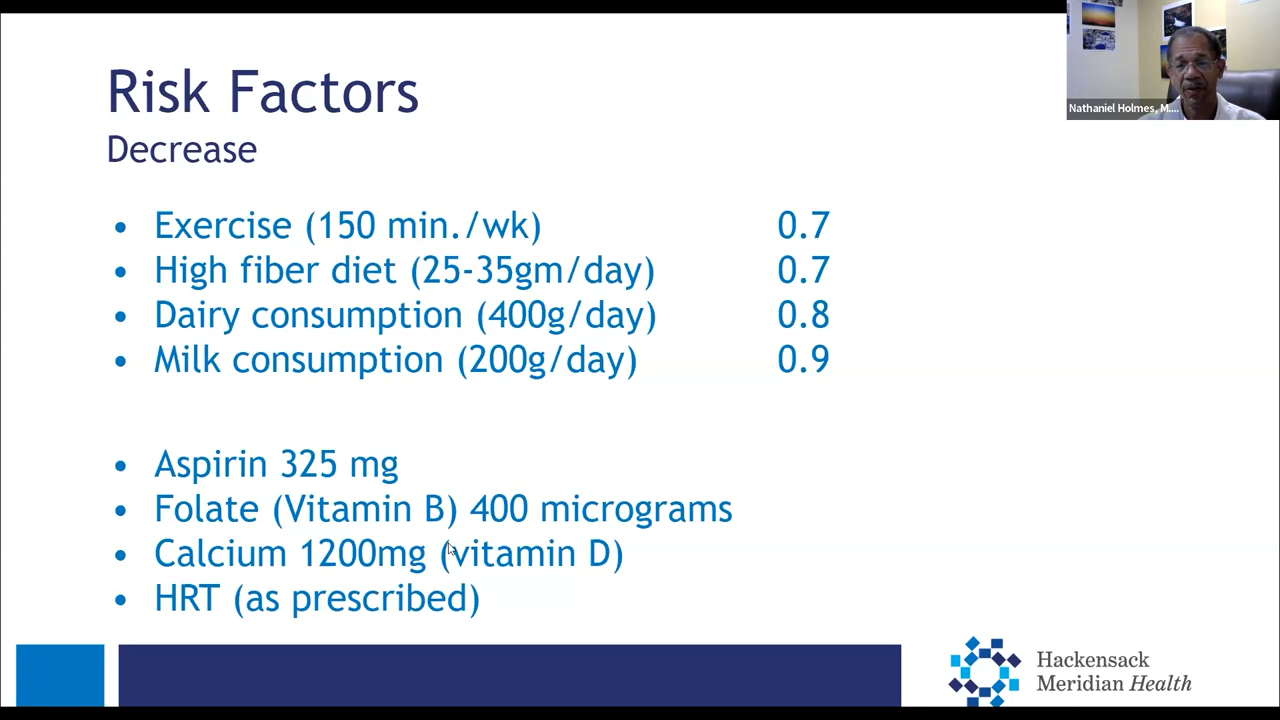 Risk Factors
Decrease
• Exercise (150 min./wk) 0.7
• High fiber diet (25-35gm/day) 0.7
• Dairy consumption (400g/day) 0.8
• Milk consumption (200g/day) 0.9
• Aspirin 325 mg
• Folate (Vitamin B) 400 micrograms
• Calcium 1200mg (vitamin D)
• HRT (as prescribed)
Nathaniel Holmes, M....
Hackensack
Meridian Health